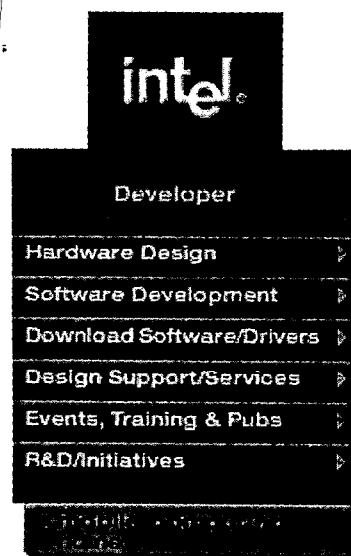 intel
Developer
Hardware Design
Software Development
Download Software/Drivers
Design Support/Services
Events, Training & Pubs
R&D/Initiatives